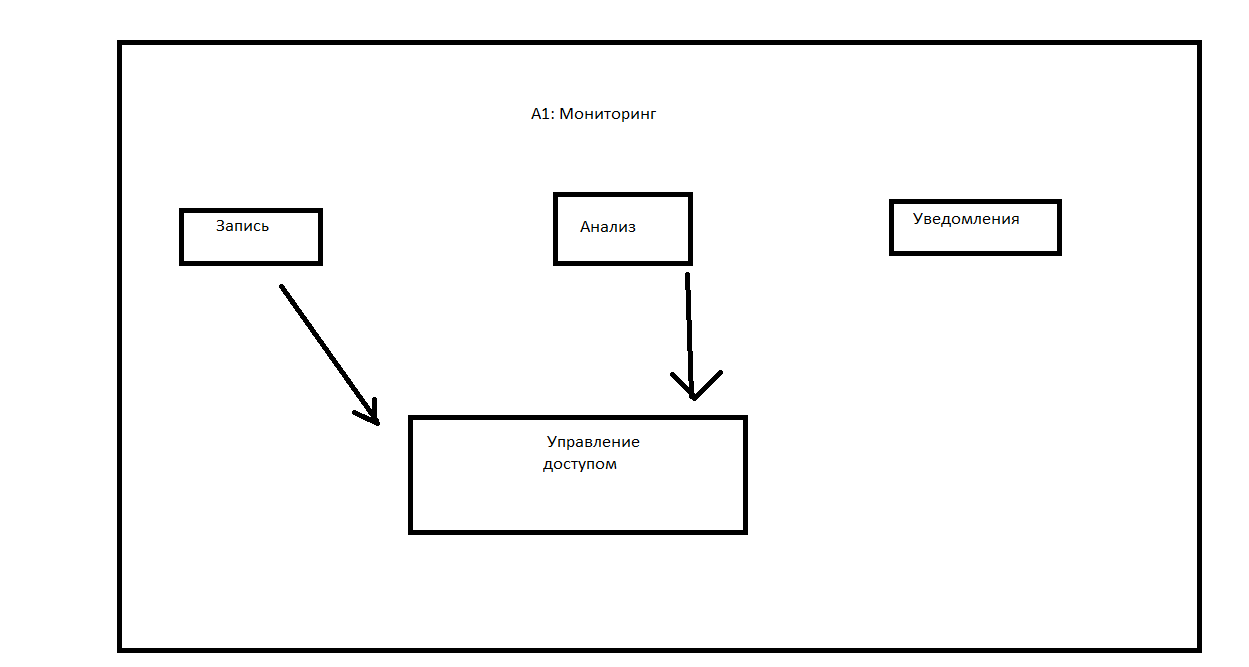 А1: Мониторинг
Запись
Анализ
Уведомления
Управление
доступом